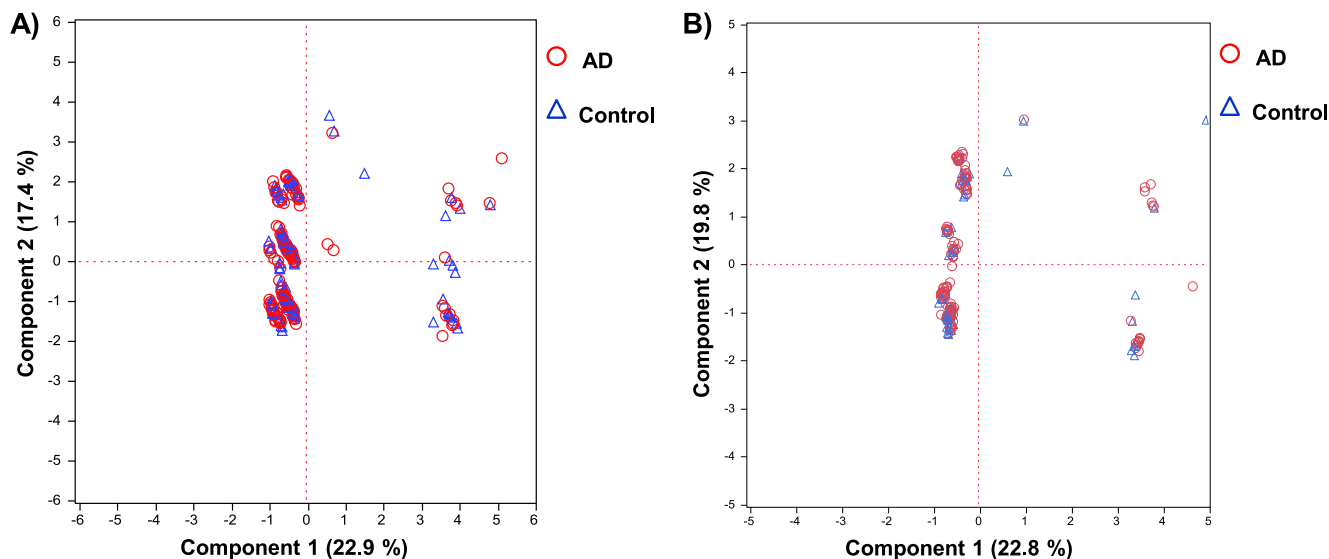 A)
6
5
4
3
2
1
0
-1
-2
-3
-4
-5
-6
Component 2 (17.4 %)
-6 -5 -4 -3 -2 -1 0 1 2 3 4 5 6
Component 1 (22.9 %)
AD
Control
B)
5
4
3
2
1
0
-1
-2
-3
-4
-5
Component 2 (19.8 %)
-5 -4 -3 -2 -1 0 1 2 3 4 5
Component 1 (22.8 %)
AD
Control